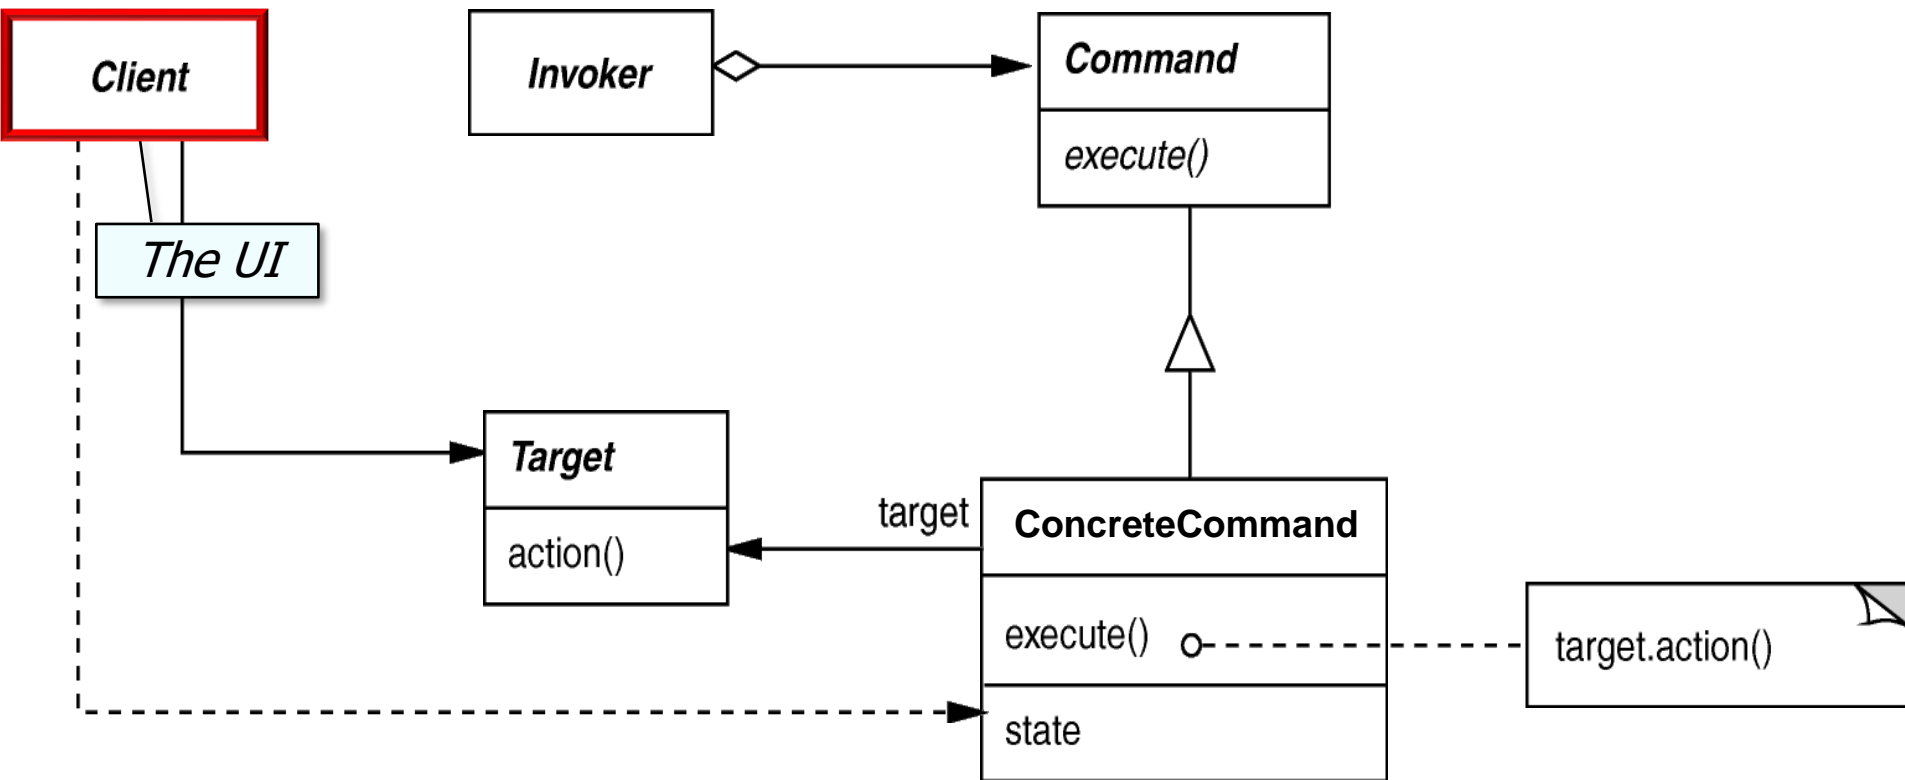 Client
Invoker
Command
execute()
The UI
Target
action()
target
ConcreteCommand
execute()
state
target.action()